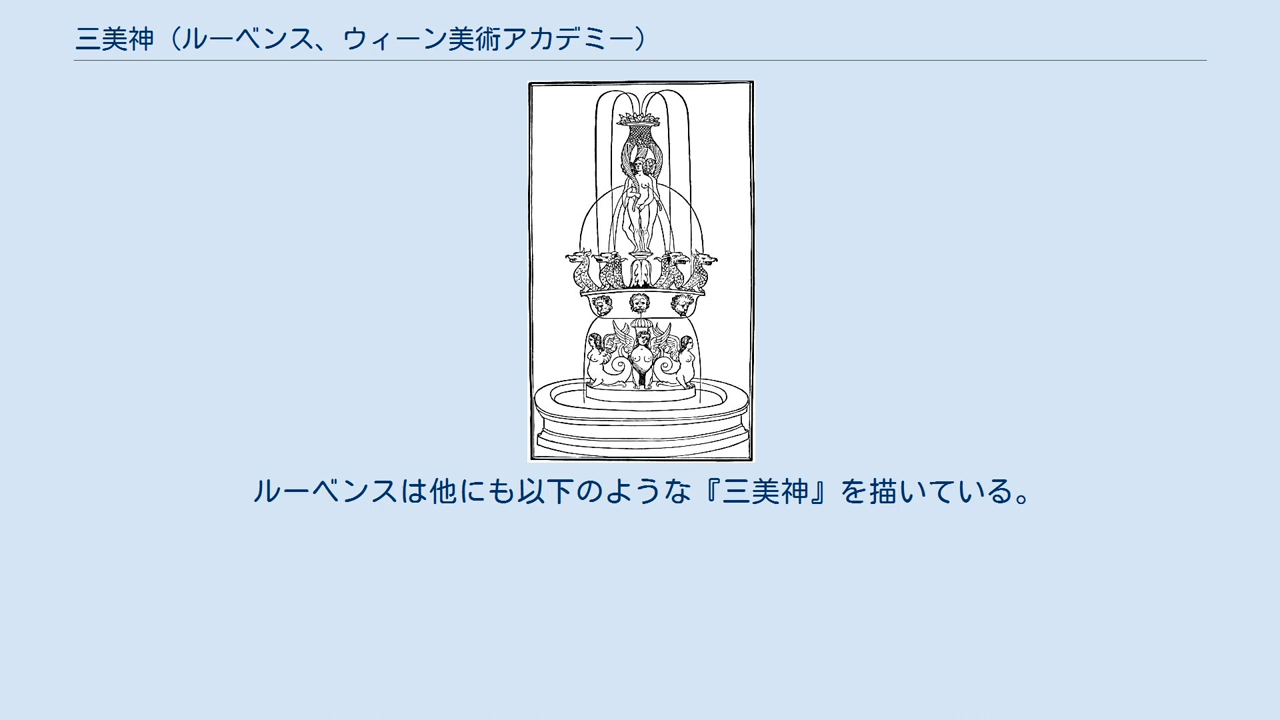 三美神（ルーベンス、ウィーン美術アカデミー）
ルーベンスは他にも以下のような『三美神』を描いている。